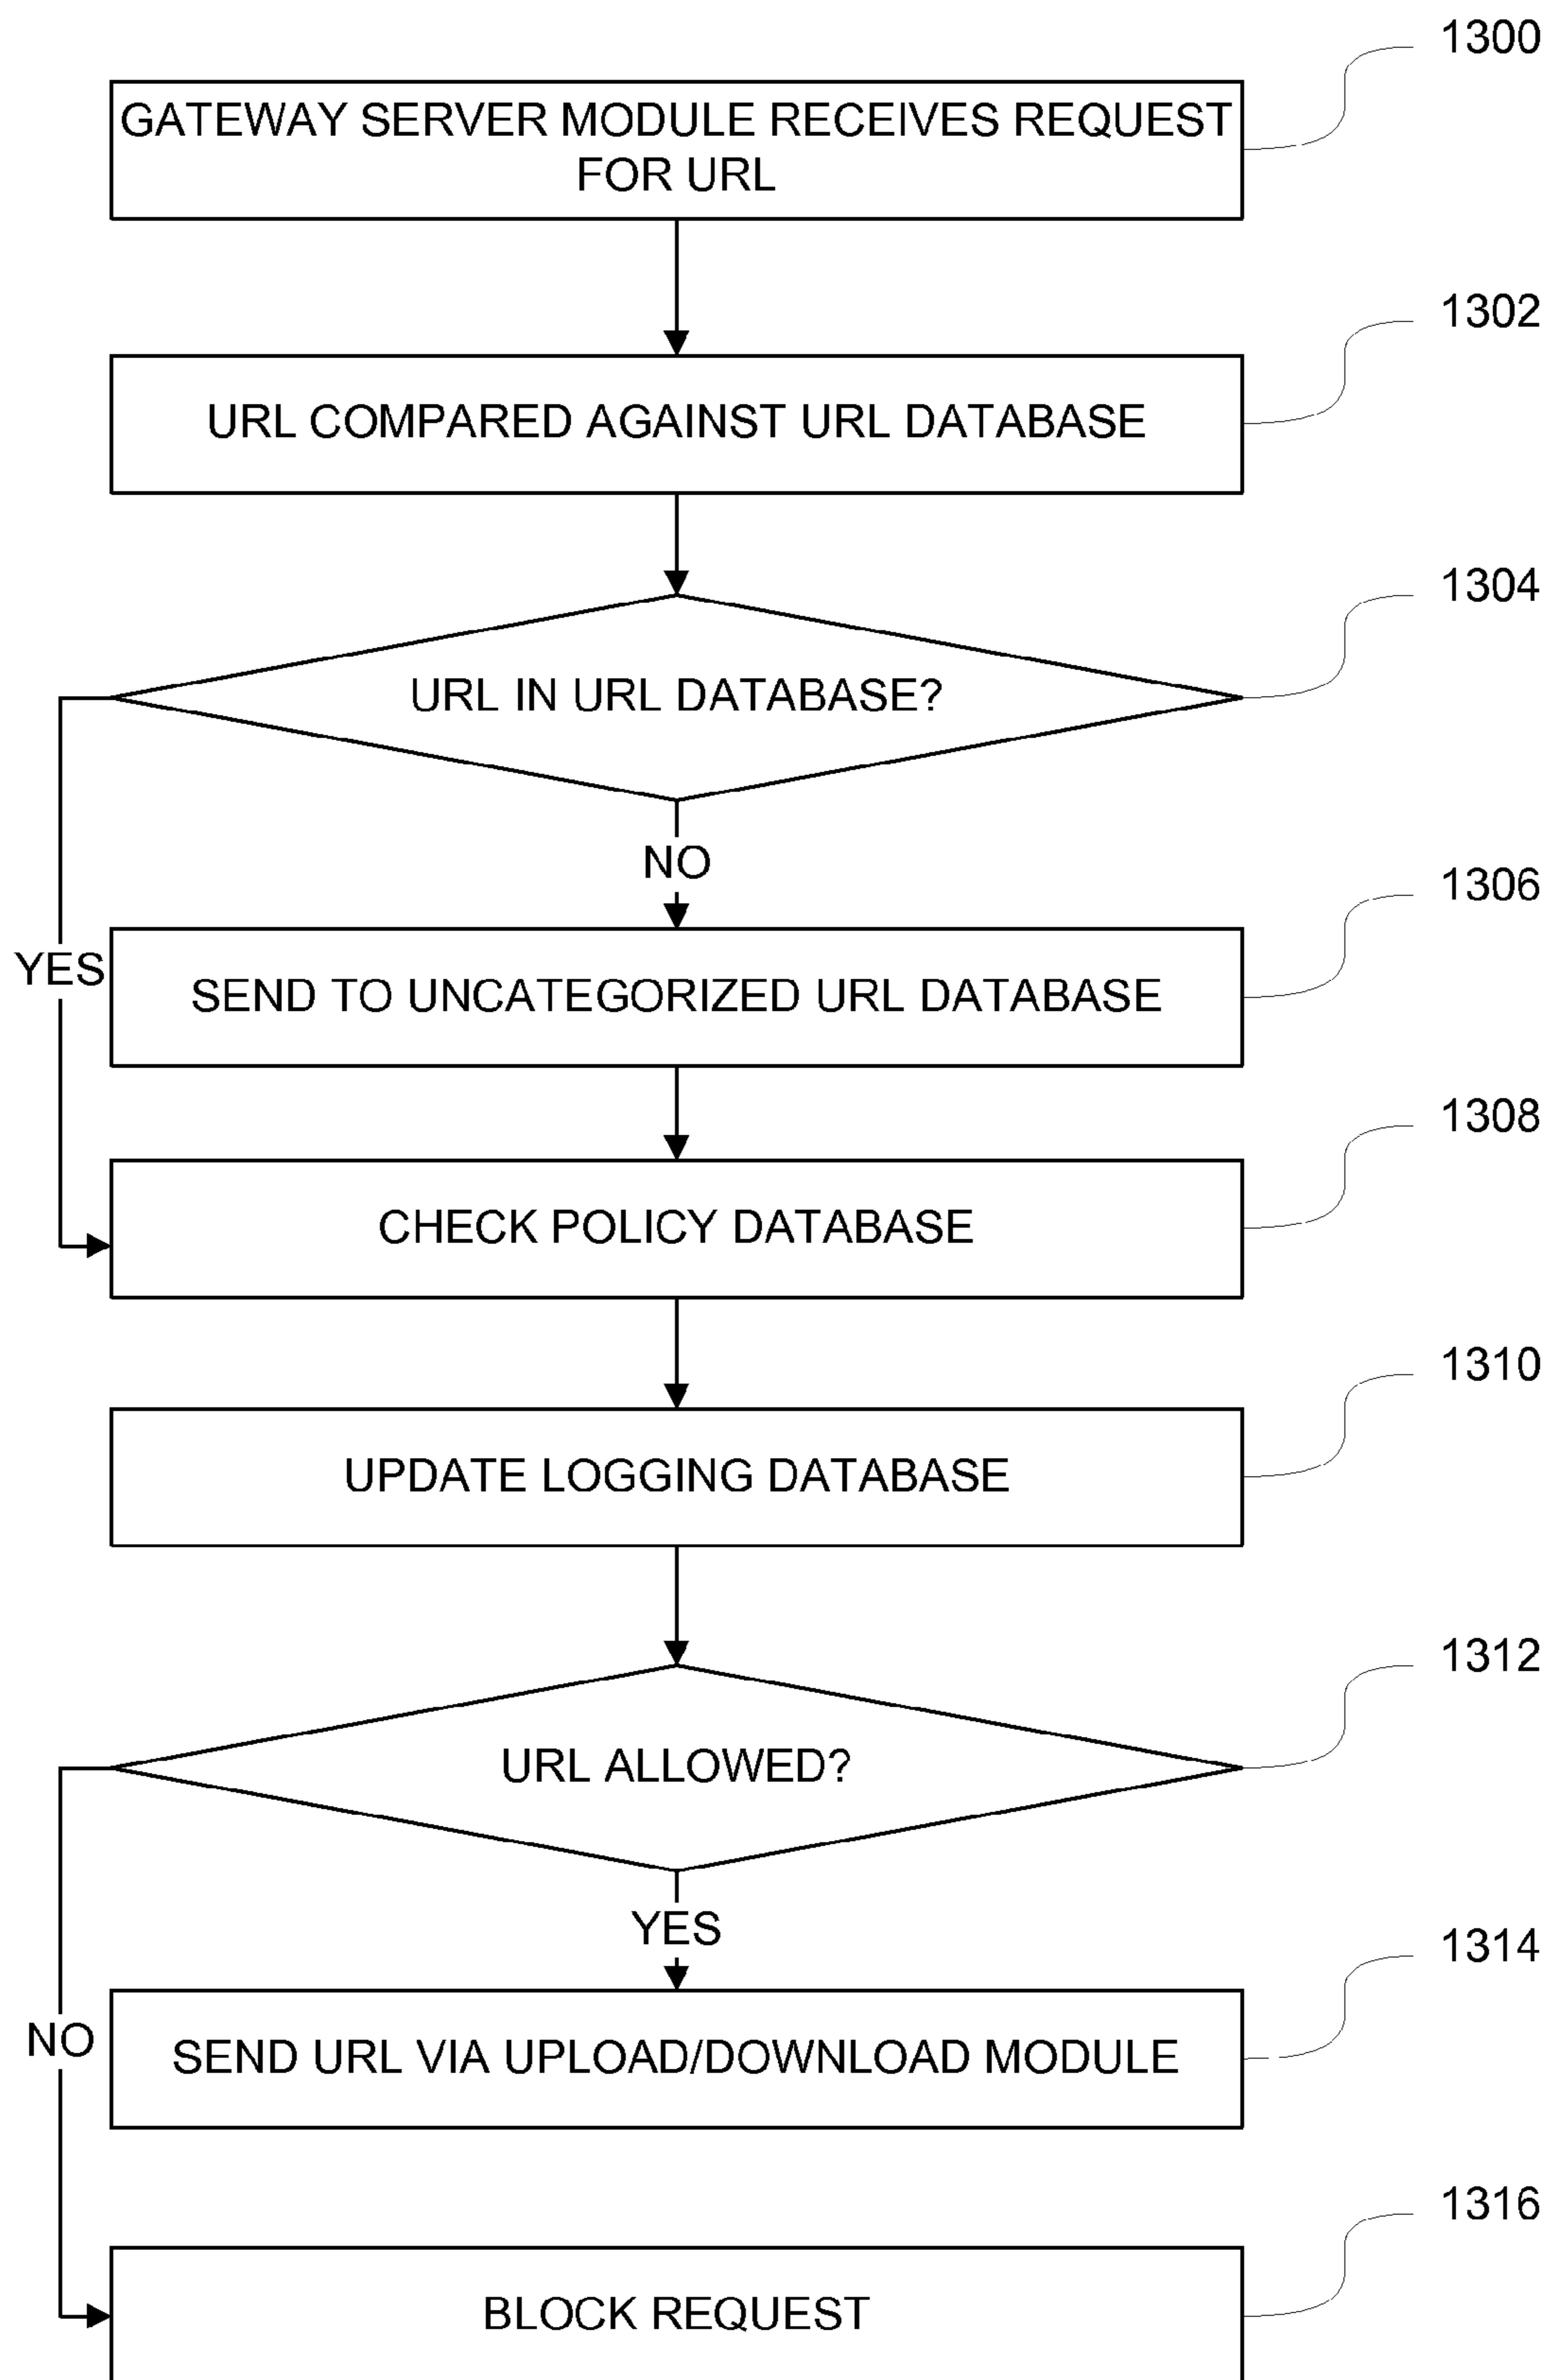 1300
GATEWAY SERVER MODULE RECEIVES REQUEST
FOR URL
1302
URL COMPARED AGAINST URL DATABASE
1304
URL IN URL DATABASE?
NO
1306
YES
SEND TO UNCATEGORIZED URL DATABASE
1308
CHECK POLICY DATABASE
1310
UPDATE LOGGING DATABASE
1312
URL ALLOWED?
YES
1314
NO
SEND URL VIA UPLOAD/DOWNLOAD MODULE
1316
BLOCK REQUEST